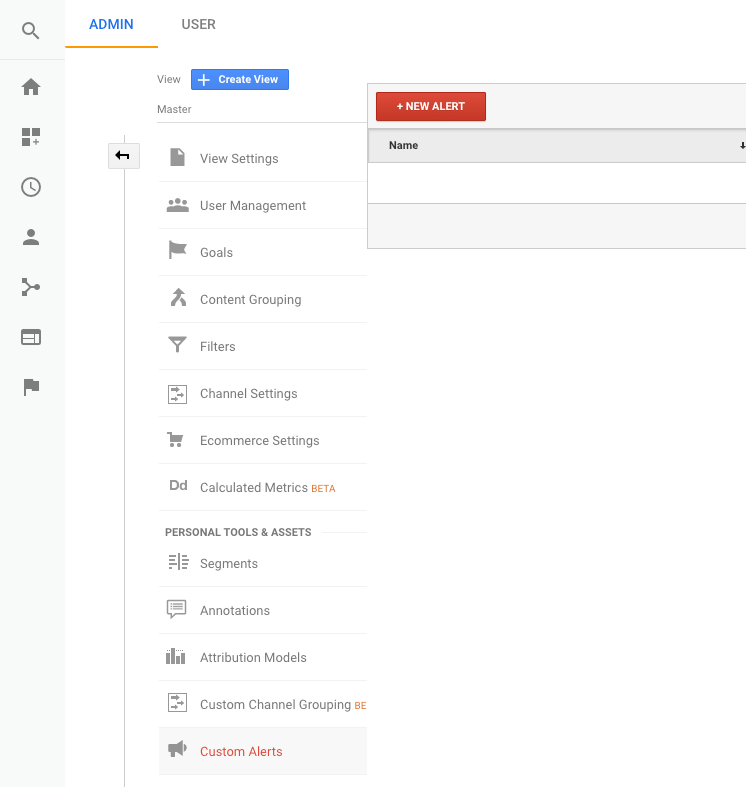 ADMIN
USER
View
Create View
Master
+ NEW ALERT
Name
View Settings
User Management
Goals
Content Grouping
Filters
Channel Settings
Ecommerce Settings
Dd Calculated Metrics BETA
PERSONAL TOOLS & ASSETS
Segments
Annotations
Attribution Models
Custom Channel Grouping BE
Custom Alerts